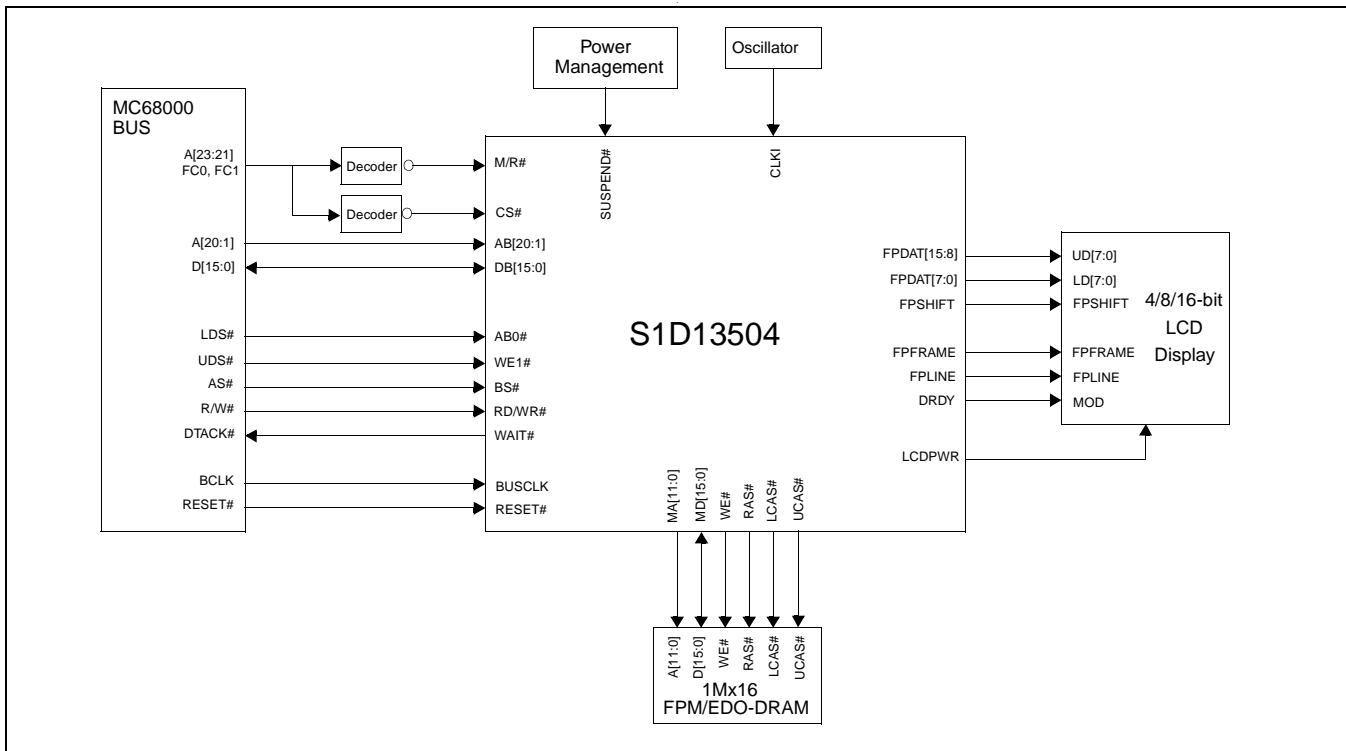 Power
Management
Oscillator
MC68000
BUS
A[23:21]
FC0, FC1
Decoder
M/R#
SUSPEND#
CLKI
Decoder
CS#
A[20:1]
AB[20:1]
D[15:0]
DB[15:0]
FPDAT[15:8]
UD[7:0]
FPDAT[7:0]
LD[7:0]
FPSHIFT
FPSHIFT
4/8/16-bit
LCD
Display
S1D13504
LDS#
AB0#
UDS#
WE1#
FPFRAME
FPFRAME
AS#
BS#
FPLINE
FPLINE
R/W#
RD/WR#
DRDY
MOD
DTACK#
WAIT#
LCDPWR
BCLK
BUSCLK
RESET#
RESET#
MA[11:0]
MD[15:0]
WE#
RAS#
LCAS#
UCAS#
A[11:0]
D[15:0]
WE#
RAS#
LCAS#
UCAS#
1Mx16
FPM/EDO-DRAM